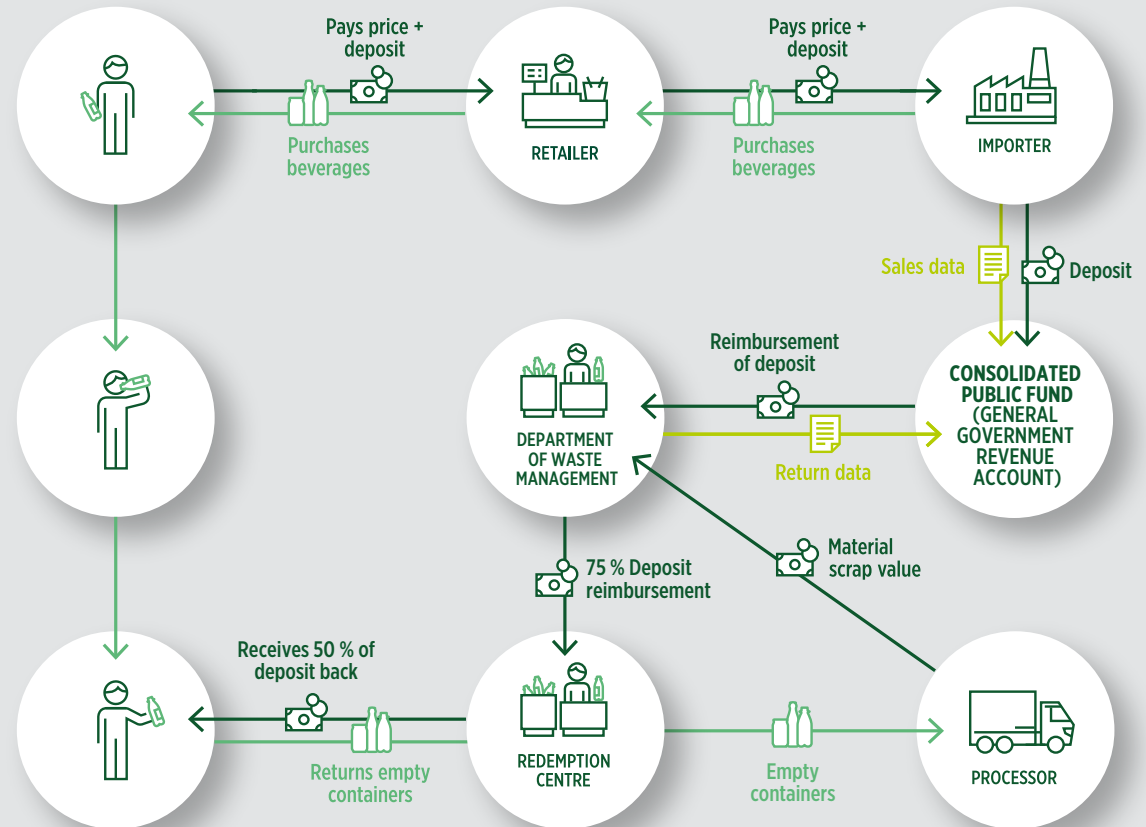 Pays price +
deposit
Purchases
beverages
RETAILER
Pays price +
deposit
Purchases
beverages
IMPORTER
Sales data
Deposit
Reimbursement
of deposit
Return data
DEPARTMENT
OF WASTE
MANAGEMENT
CONSOLIDATED
PUBLIC FUND
(GENERAL
GOVERNMENT
REVENUE
ACCOUNT)
75 % Deposit
reimbursement
Material
scrap value
Receives 50 % of
deposit back
Returns empty
containers
REDEMPTION
CENTRE
Empty
containers
PROCESSOR